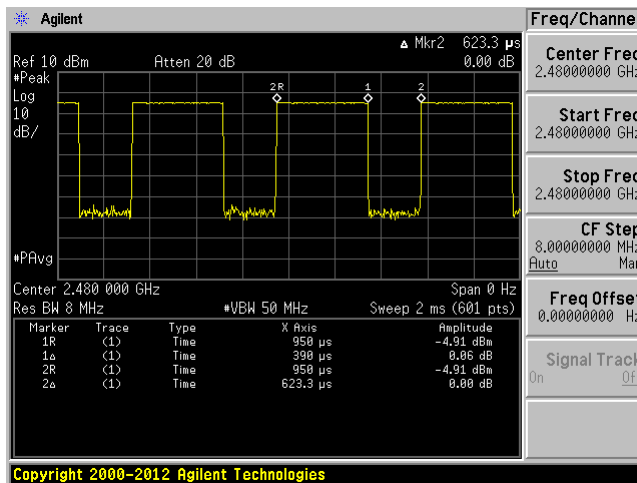 Agilent
Freq/Channe
Δ Mkr2 623.3 µs
Ref 10 dBm Atten 20 dB 0.00 dB
#Peak
Log
10
dB/
2R 1 2
#PAvg
Center 2.480 000 GHz Span 0 Hz
Res BW 8 MHz #VBW 50 MHz Sweep 2 ms (601 pts)
Marker Trace Type X Axis Amplitude
1R (1) Time 950 µs -4.91 dBm
1Δ (1) Time 390 µs 0.06 dB
2R (1) Time 950 µs -4.91 dBm
2Δ (1) Time 623.3 µs 0.00 dB
Center Freq
2.48000000 GHz
Start Freq
2.48000000 GHz
Stop Freq
2.48000000 GHz
CF Step
8.00000000 MHz
Auto Man
Freq Offset
0.00000000 Hz
Signal Track
On Off
Copyright 2000-2012 Agilent Technologies